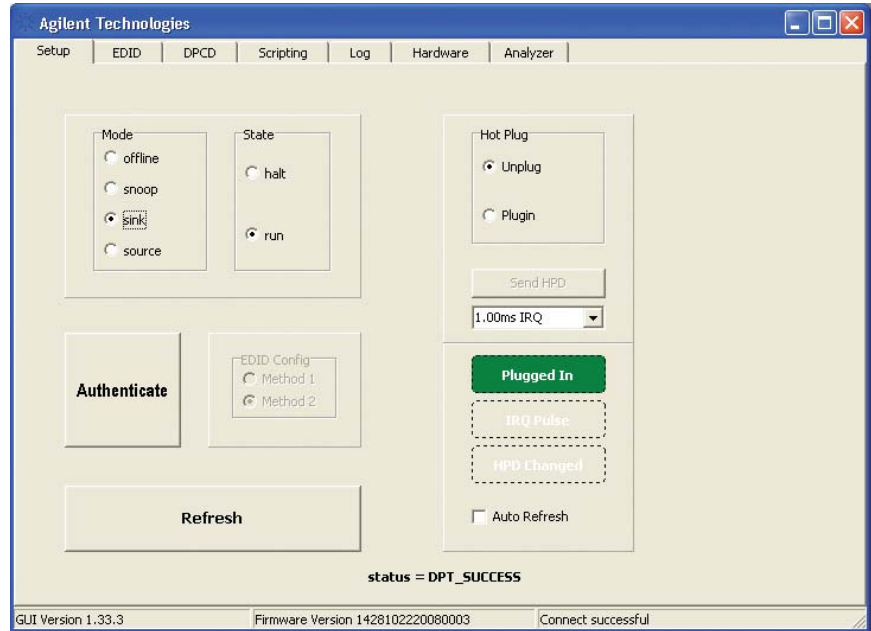 Agilent Technologies
Setup EDID DPCD Scripting Log Hardware Analyzer
Mode
offline
snoop
sink
source
State
halt
run
Hot Plug
Unplug
Plugin
Send HPD
1.00ms IRQ
Authenticate
EDID Config
Method 1
Method 2
Plugged In
IRQ Pulse
HPD Changed
Refresh
Auto Refresh
status = DPT_SUCCESS
GUI Version 1.33.3 Firmware Version 1428102220080003 Connect successful